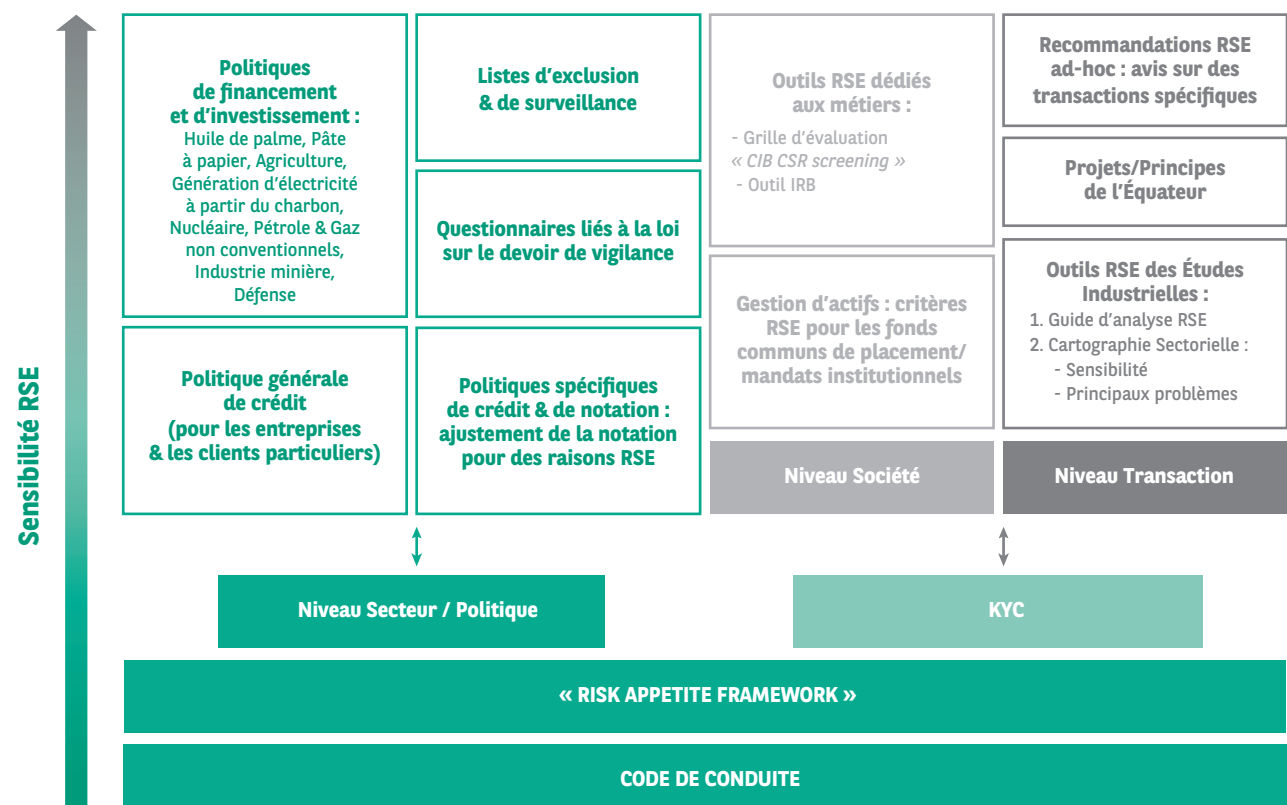 Sensibilité RSE
Politiques
de financement
et d'investissement :
Huile de palme, Pâte
à papier, Agriculture,
Génération d'électricité
à partir du charbon,
Nucléaire, Pétrole & Gaz
non conventionnels,
Industrie minière,
Défense
Politique générale
de crédit
(pour les entreprises
& les clients particuliers)
Listes d'exclusion
& de surveillance
Questionnaires liés à la loi
sur le devoir de vigilance
Politiques spécifiques
de crédit & de notation :
ajustement de la notation
pour des raisons RSE
Outils RSE dédiés
aux métiers :
- Grille d'évaluation
« CIB CSR screening »
- Outil IRB
Gestion d'actifs : critères
RSE pour les fonds
communs de placement/
mandats institutionnels
Niveau Société
Recommandations RSE
ad-hoc : avis sur des
transactions spécifiques
Projets/Principes
de l'Équateur
Outils RSE des Études
Industrielles :
1. Guide d'analyse RSE
2. Cartographie Sectorielle :
- Sensibilité
- Principaux problèmes
Niveau Transaction
Niveau Secteur / Politique
KYC
« RISK APPETITE FRAMEWORK »
CODE DE CONDUITE